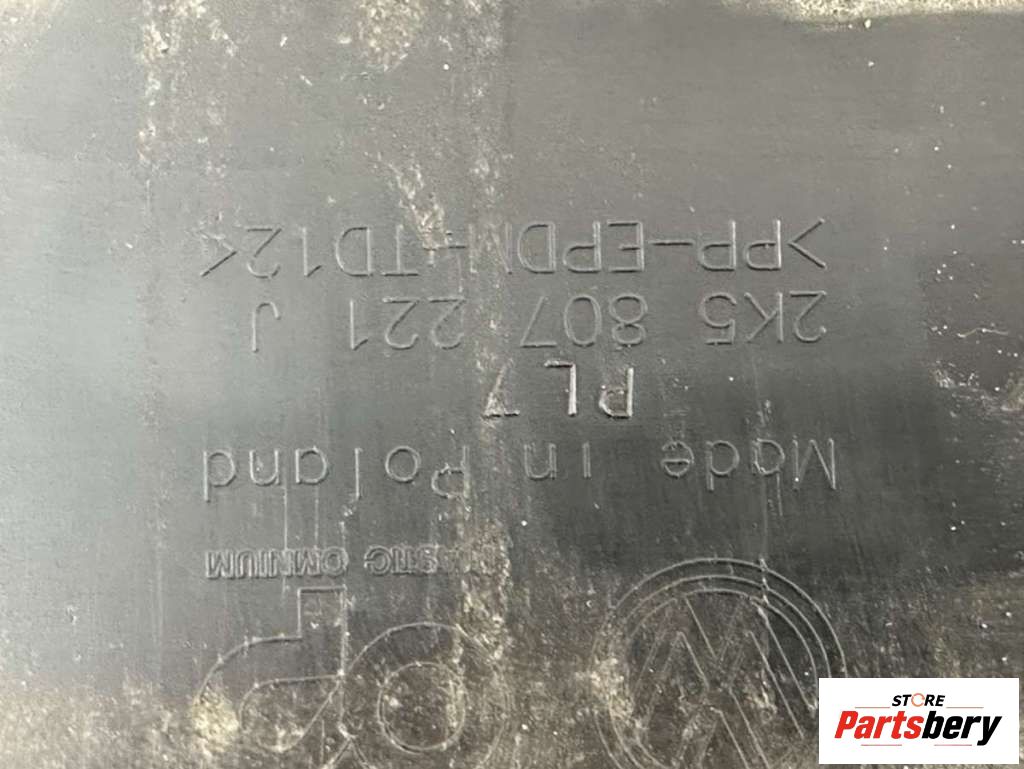 PLASTIC OMNIUM
Made in Poland
PL 7
2K5 807 221 J
>PP-EPDM-TD12<
STORE
Partsbery